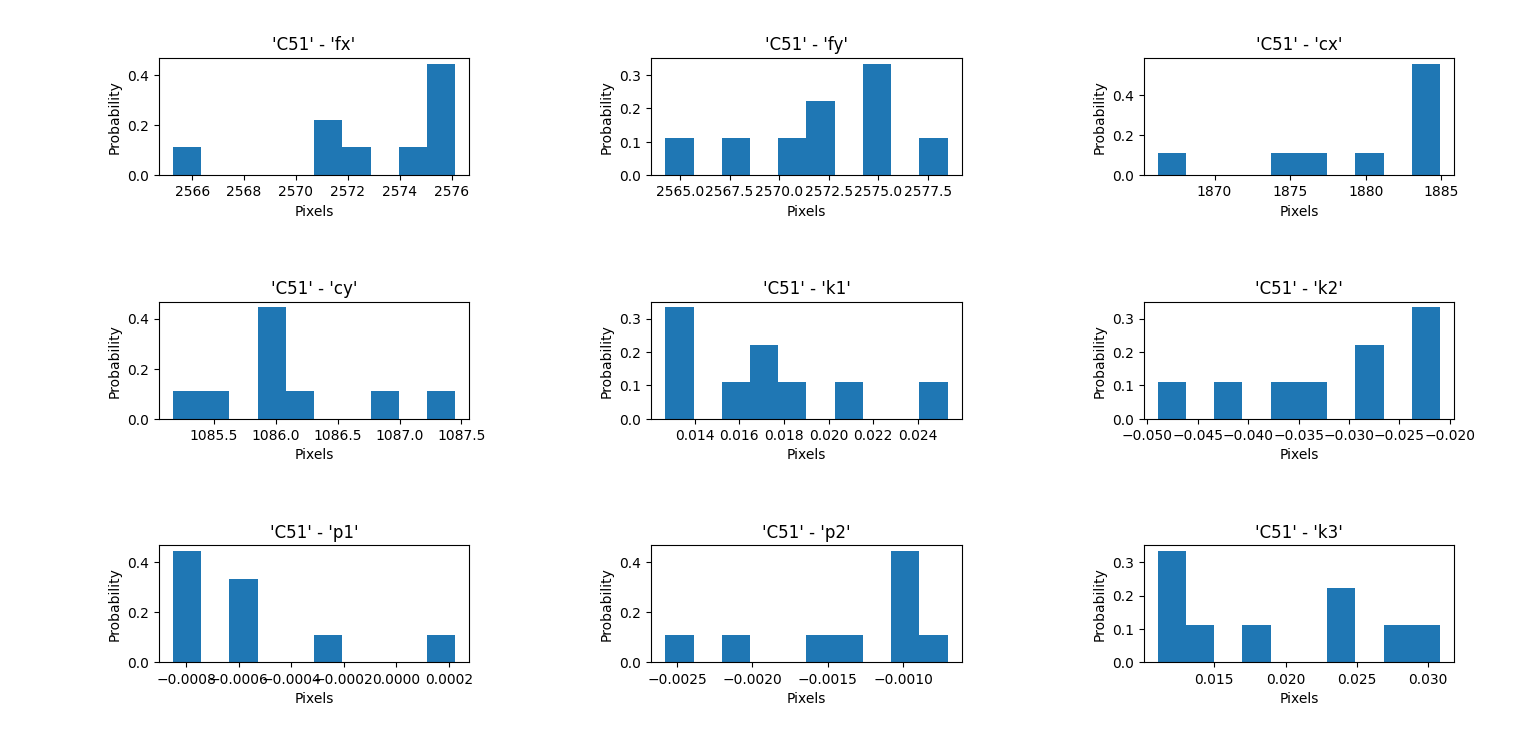 'C51' - 'fx' 'C51' - 'fy' 'C51' - 'cx'
Probability Probability Probability
0.4 0.3 0.4
0.2 0.2 0.2
0.0 0.1 0.0
0.0
2566 2568 2570 2572 2574 2576 2565.0 2567.5 2570.0 2572.5 2575.0 2577.5 1870 1875 1880 1885
Pixels Pixels Pixels
'C51' - 'cy' 'C51' - 'k1' 'C51' - 'k2'
Probability Probability Probability
0.4 0.3 0.3
0.2 0.2 0.2
0.0 0.1 0.1
0.0 0.0
1085.5 1086.0 1086.5 1087.0 1087.5 0.014 0.016 0.018 0.020 0.022 0.024 −0.050 −0.045 −0.040 −0.035 −0.030 −0.025 −0.020
Pixels Pixels Pixels
'C51' - 'p1' 'C51' - 'p2' 'C51' - 'k3'
Probability Probability Probability
0.4 0.4 0.3
0.2 0.2 0.2
0.0 0.0 0.1
0.0
−0.0008 −0.0006 −0.0004 −0.0002 0.0000 0.0002 −0.0025 −0.0020 −0.0015 −0.0010 0.015 0.020 0.025 0.030
Pixels Pixels Pixels